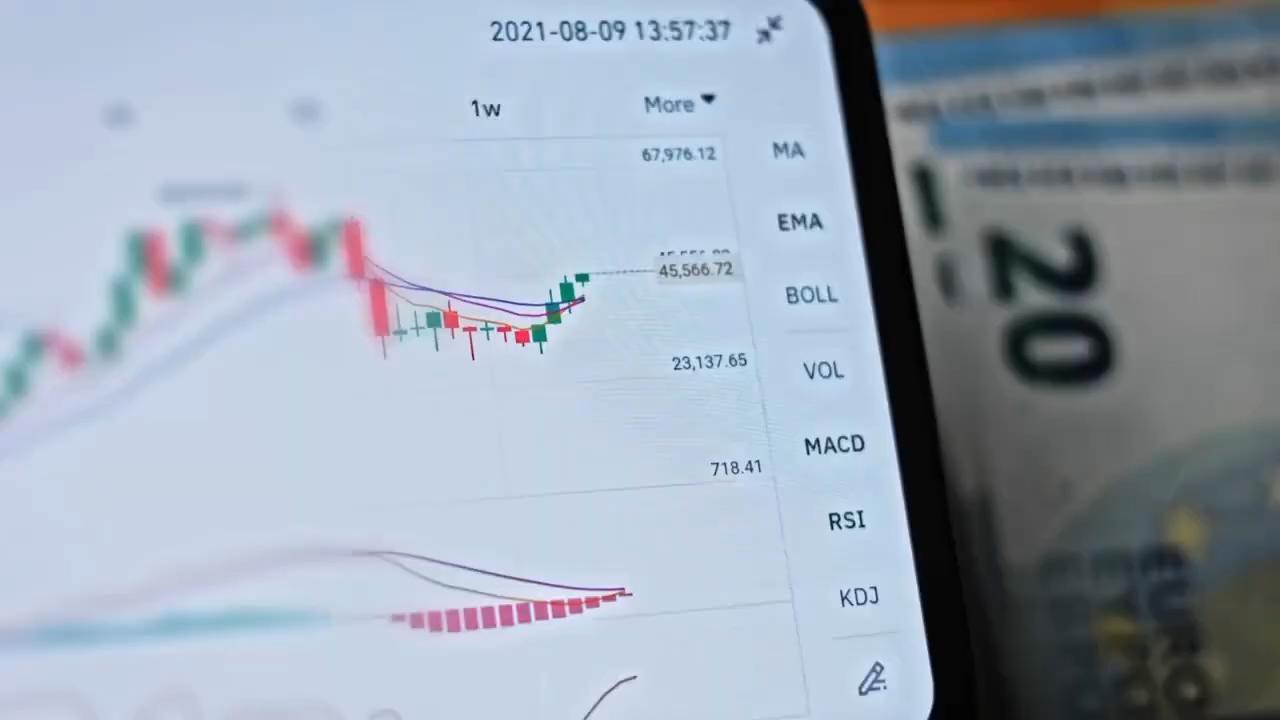 2021-08-09 13:57:37
1w
More
67,976.12
MA
EMA
45,566.72
BOLL
23,137.65
VOL
MACD
718.41
RSI
KDJ
20
EURO